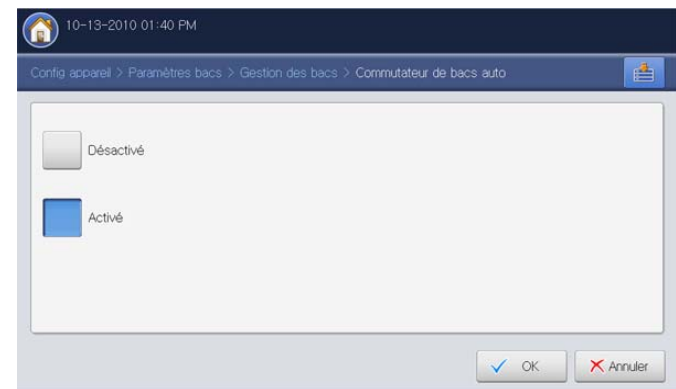 10-13-2010 01:40 PM
Config appareil > Paramètres bacs > Gestion des bacs > Commutateur de bacs auto
Désactivé
Activé
OK Annuler